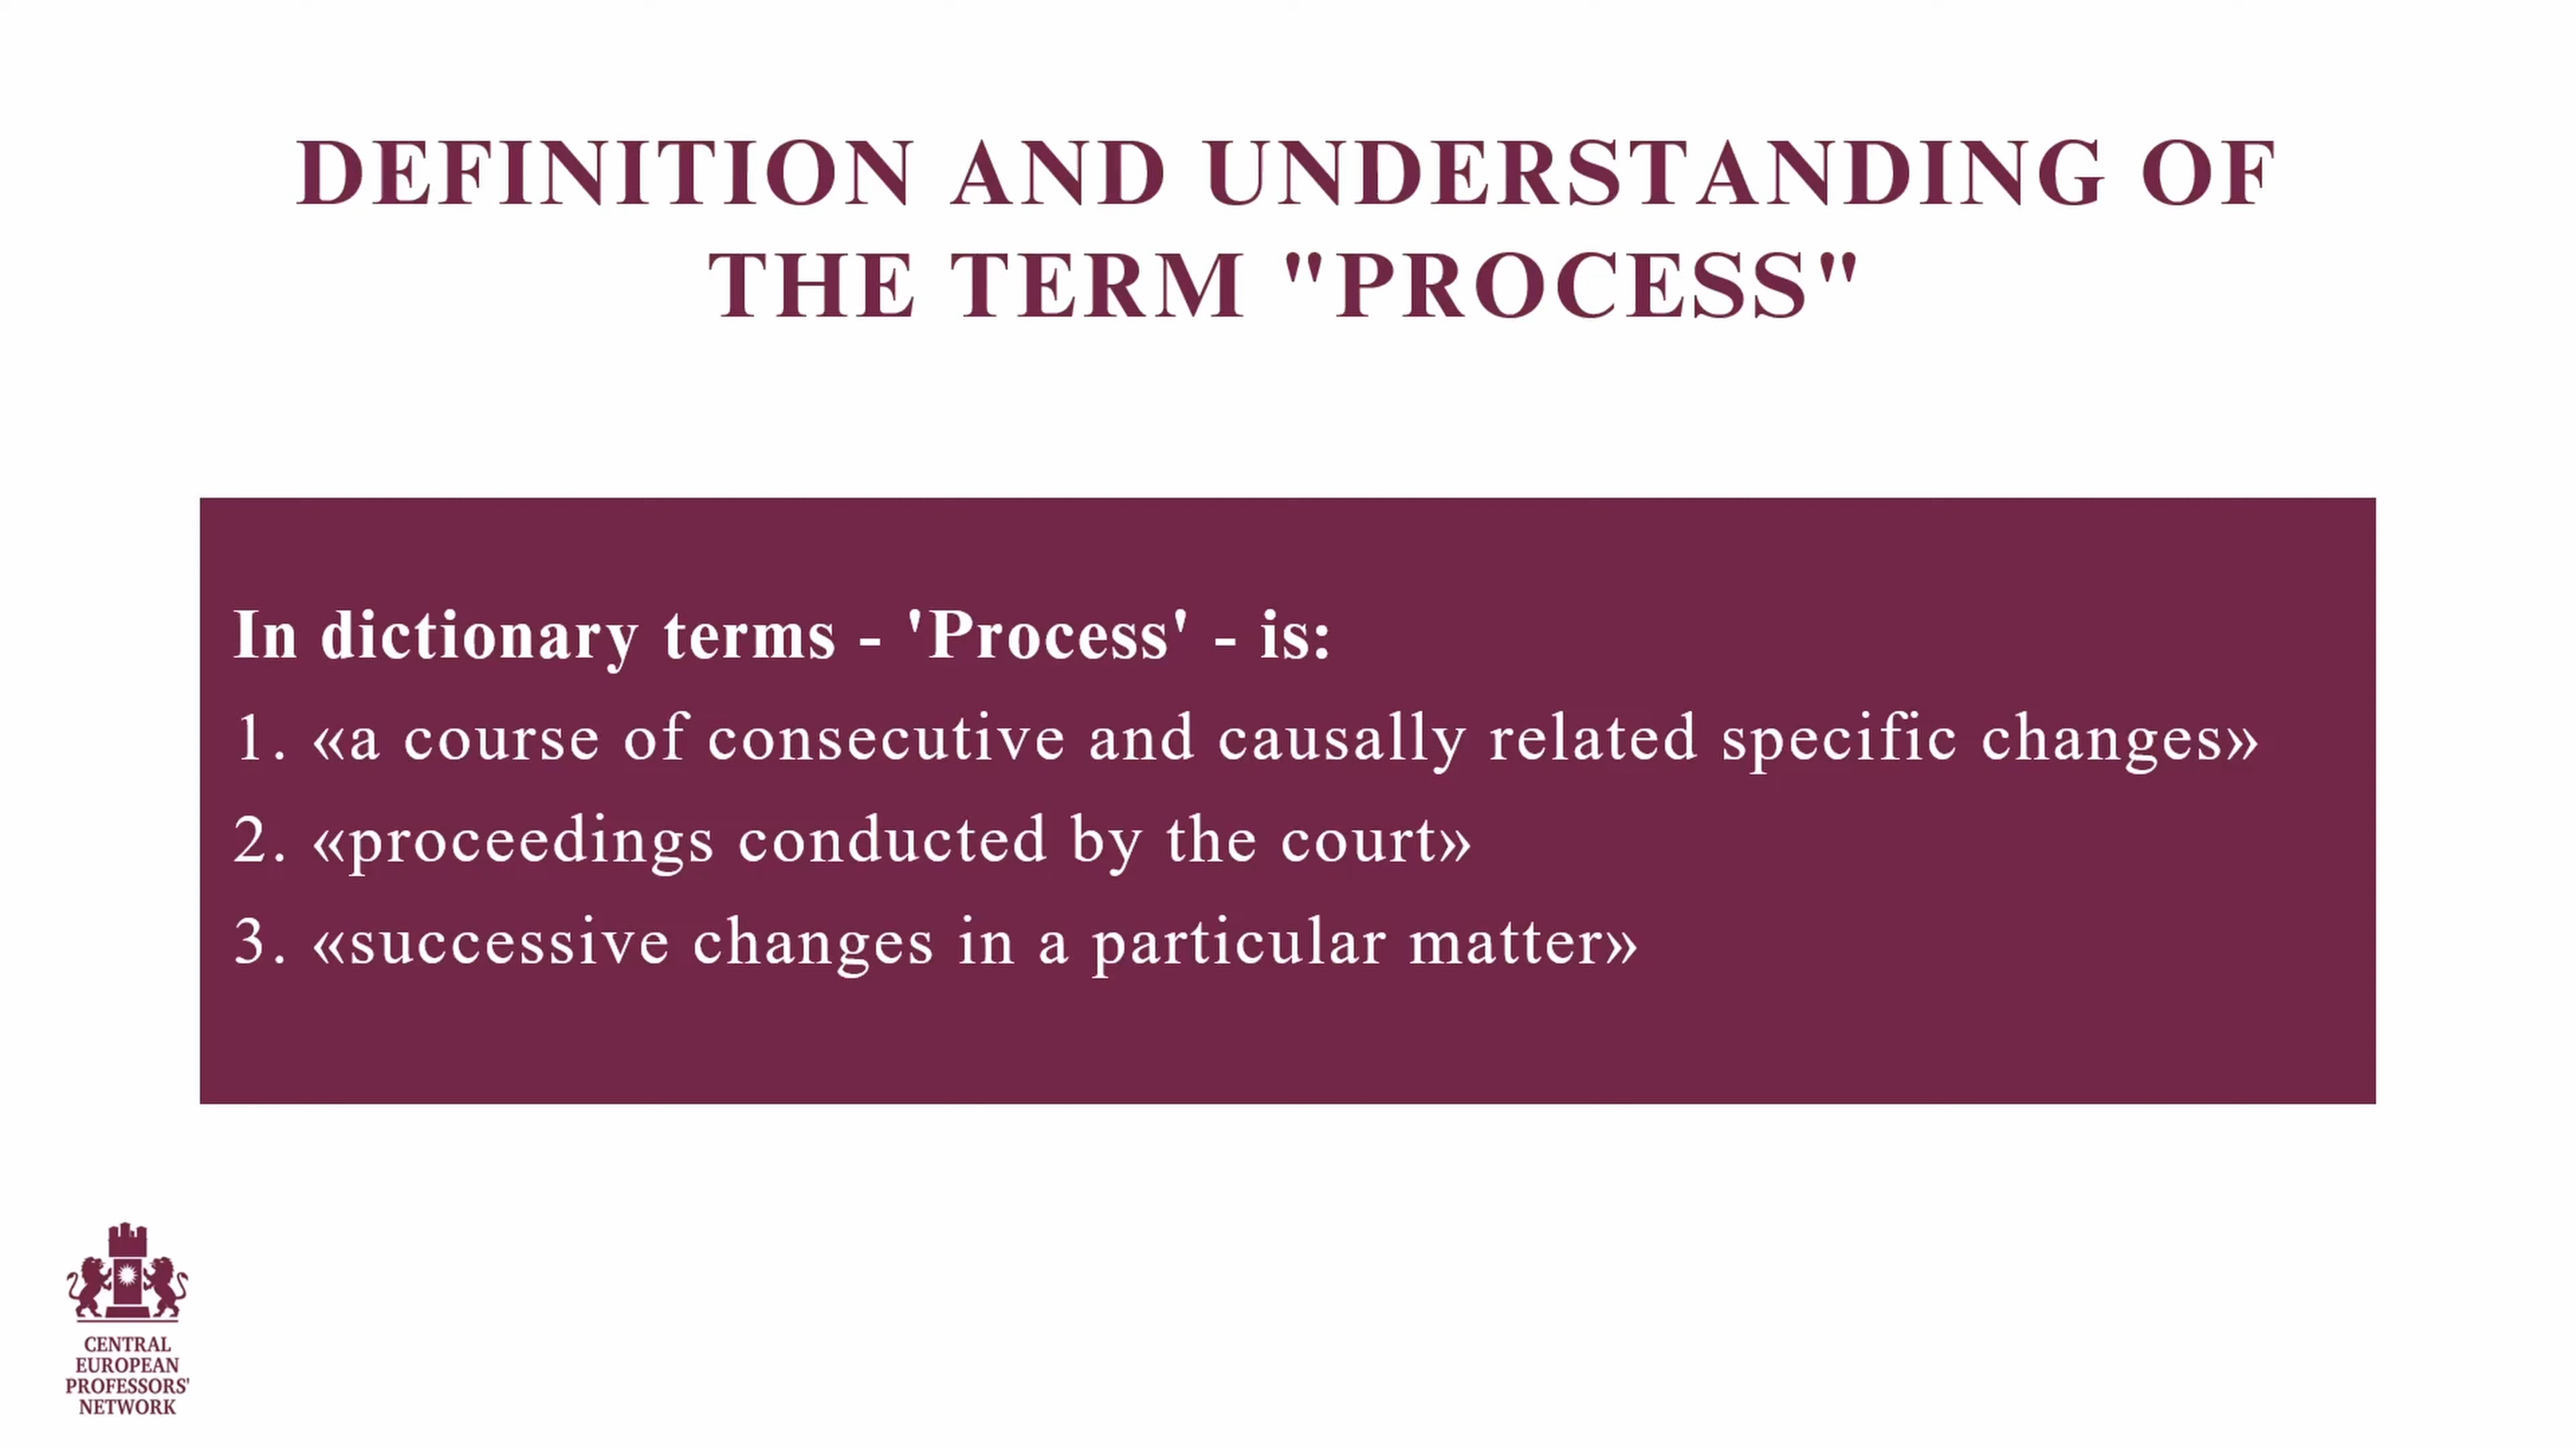 DEFINITION AND UNDERSTANDING OF
THE TERM "PROCESS"
In dictionary terms - 'Process' - is:
1. «a course of consecutive and causally related specific changes»
2. «proceedings conducted by the court»
3. «successive changes in a particular matter»
CENTRAL
EUROPEAN
PROFESSORS'
NETWORK